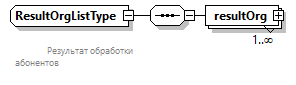 ResultOrgListType
resultOrg
1..∞
Результат обработки
абонентов